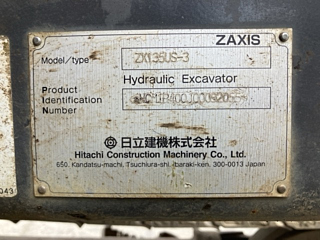 ZAXIS
Model/type ZX135US-3
Hydraulic Excavator
Product
Identification
Number
日立建機株式会社
Hitachi Construction Machinery Co., Ltd.
650, Kandatsu-machi, Tsuchiura-shi, Ibaraki-ken, 300-0013 Japan